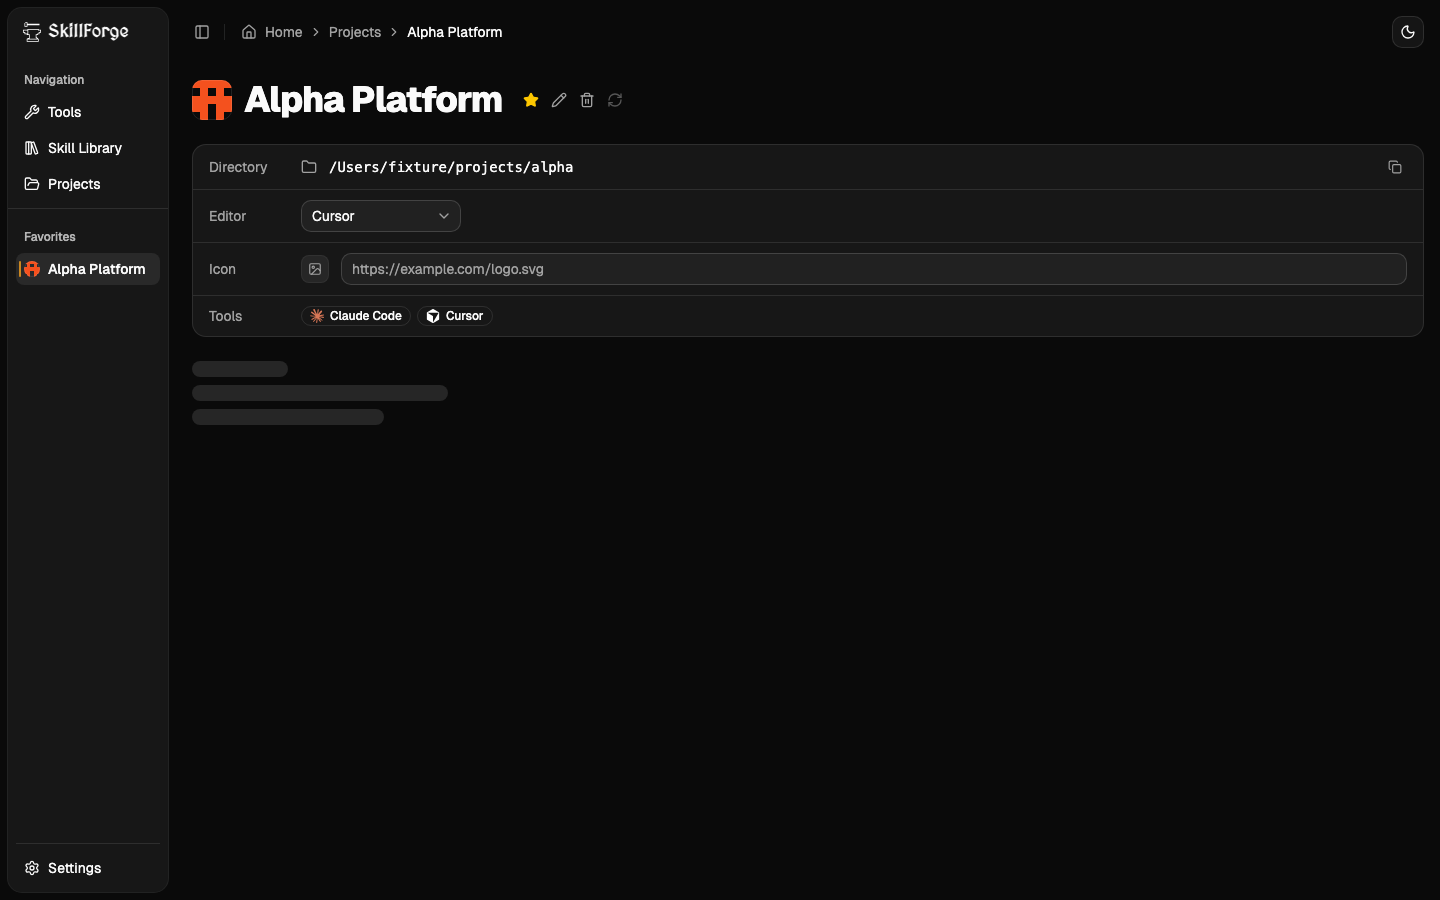 SkillForge
Home > Projects > Alpha Platform
Navigation
Tools
Skill Library
Projects
Favorites
Alpha Platform
Settings
Alpha Platform
Directory /Users/fixture/projects/alpha
Editor Cursor
Icon https://example.com/logo.svg
Tools Claude Code Cursor